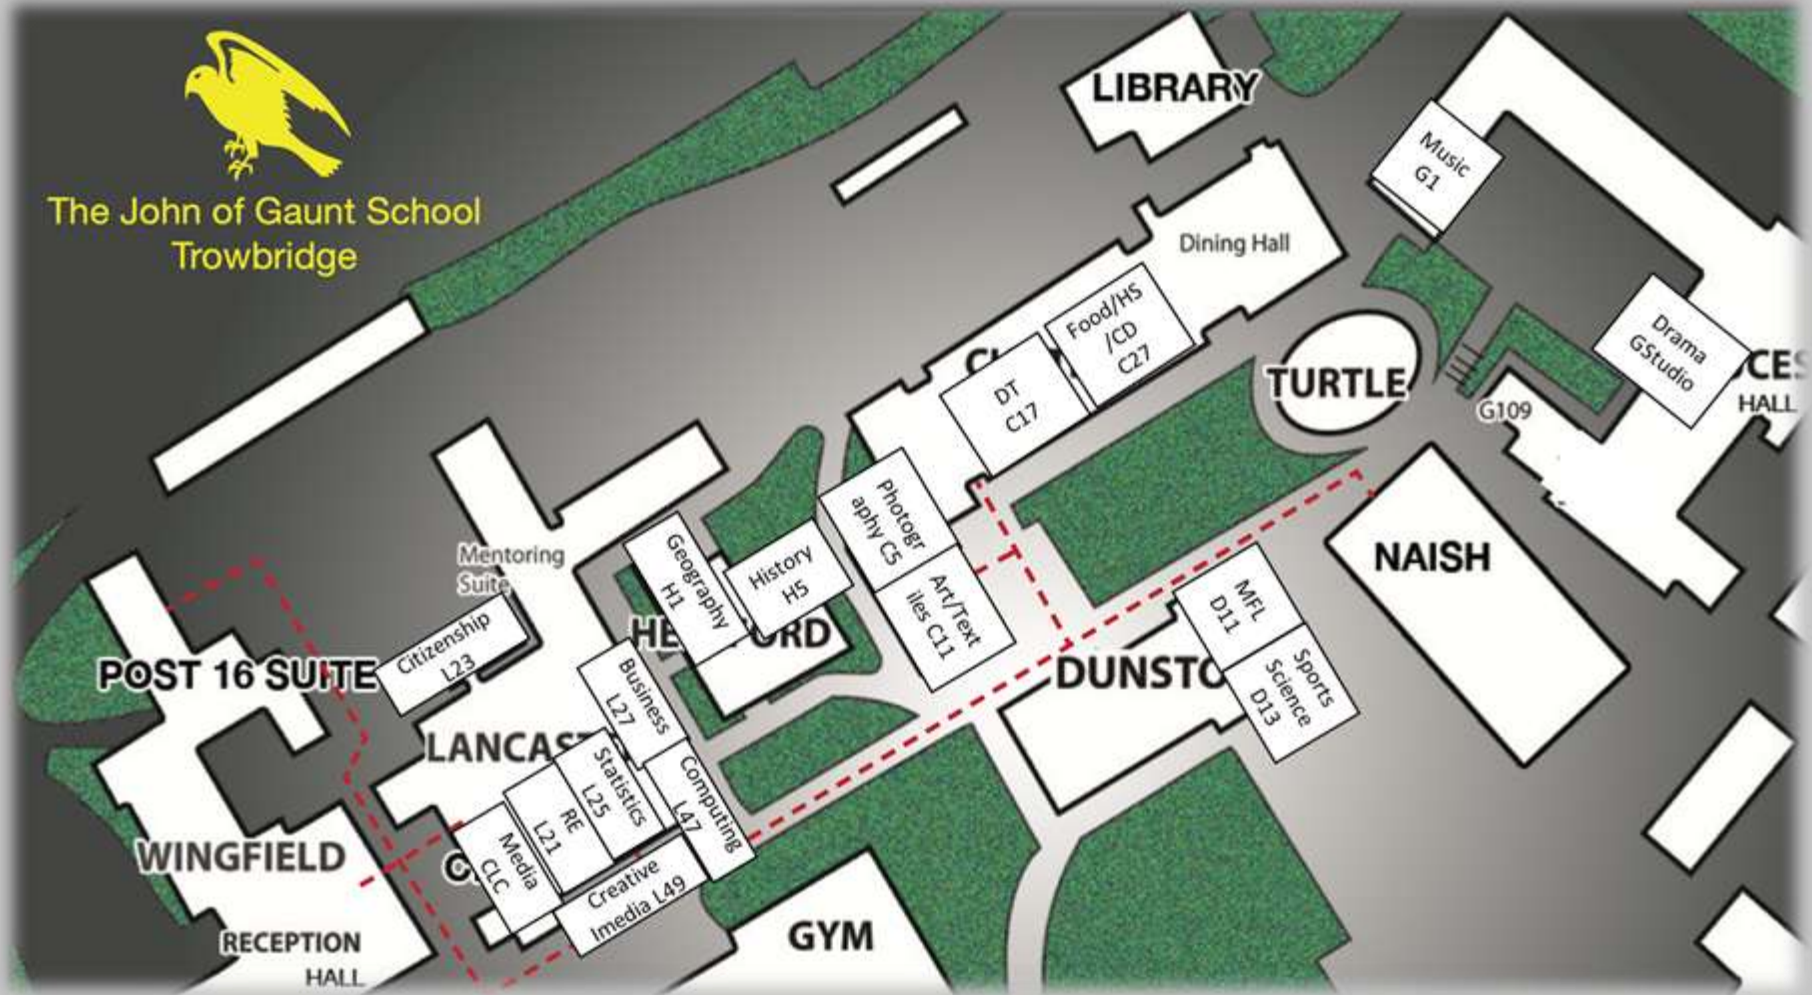 The John of Gaunt School
Trowbridge
LIBRARY
Music
G1
Dining Hall
Food/HS
/CD
C27
DT
C17
TURTLE
Drama
GStudio
HALL
G109
Photogr
aphy C5
Art/Text
iles C11
NAISH
Mentoring
Suite
Geography
H1
History
H5
MFL
D11
Sports
Science
D13
Citizenship
L23
POST 16 SUITE
Business
L27
Statistics
L25
Computing
L47
RE
L21
Media
CLC
Creative
Imedia L49
WINGFIELD
RECEPTION
HALL
GYM